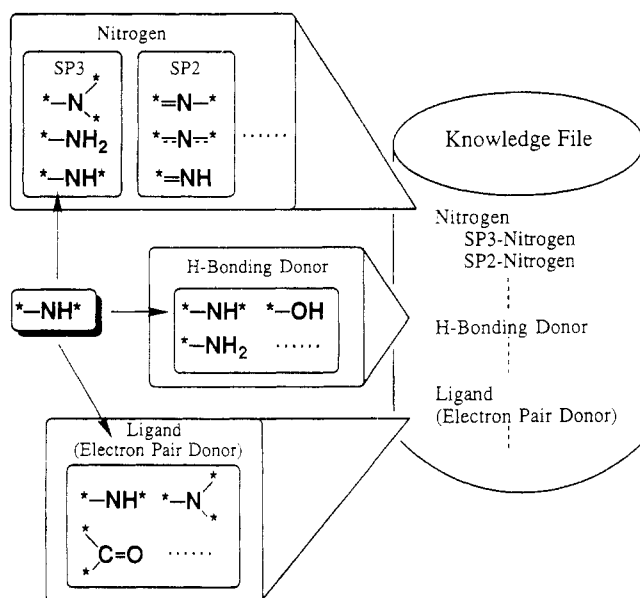 Nitrogen
SP3
*–N * *
*–NH₂
*–NH*
SP2
*=N–*
*=N=*
*=NH
......
Knowledge File
Nitrogen
SP3-Nitrogen
SP2-Nitrogen
H-Bonding Donor
Ligand
(Electron Pair Donor)
*–NH*
H-Bonding Donor
*–NH* *–OH
*–NH₂ ......
Ligand
(Electron Pair Donor)
*–NH* *–N * *
* * C=O ......